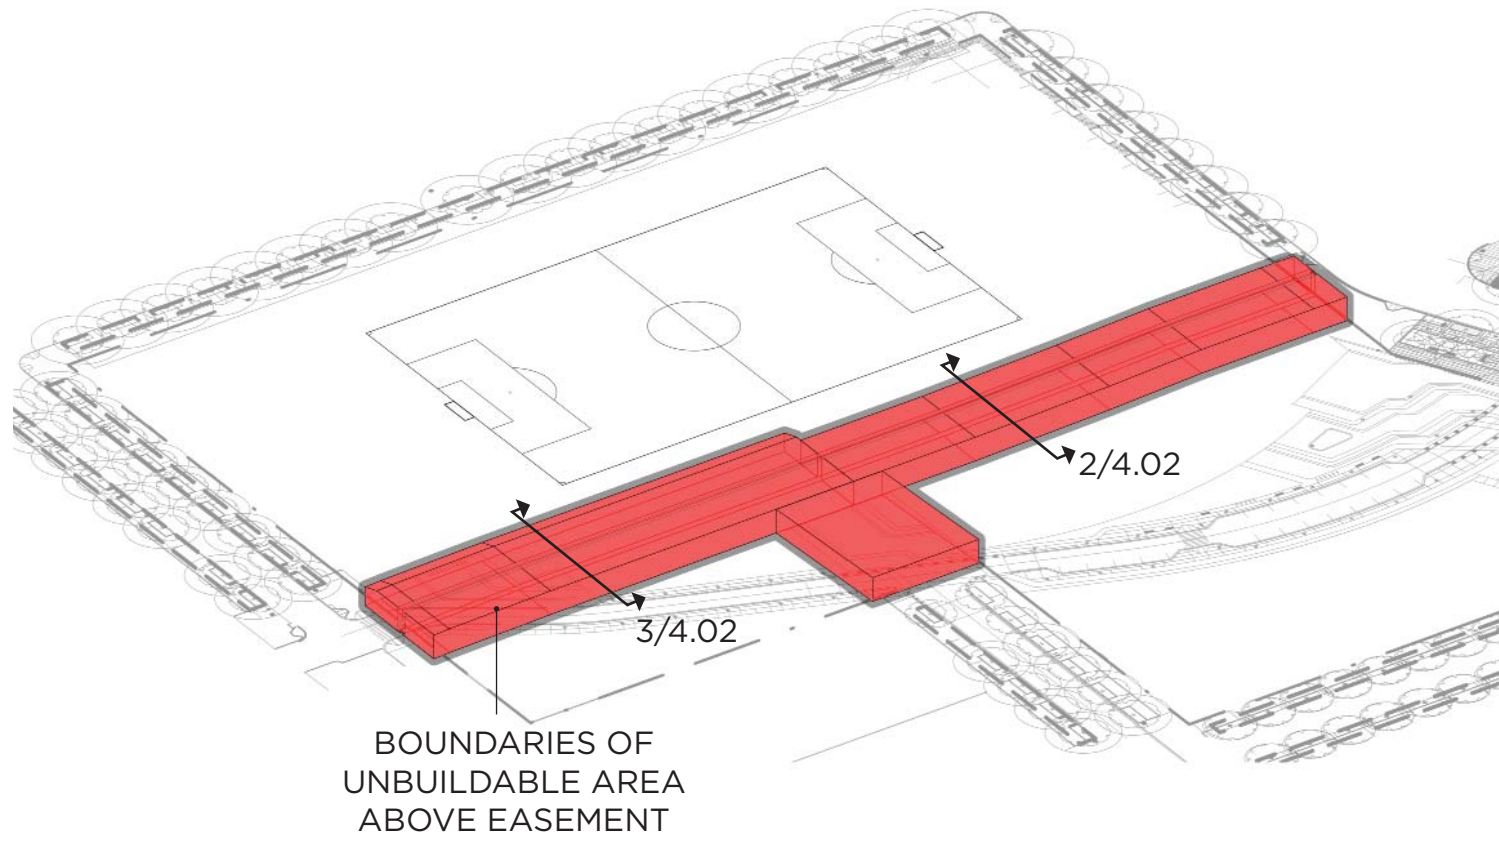 2/4.02
3/4.02
BOUNDARIES OF
UNBUILDABLE AREA
ABOVE EASEMENT